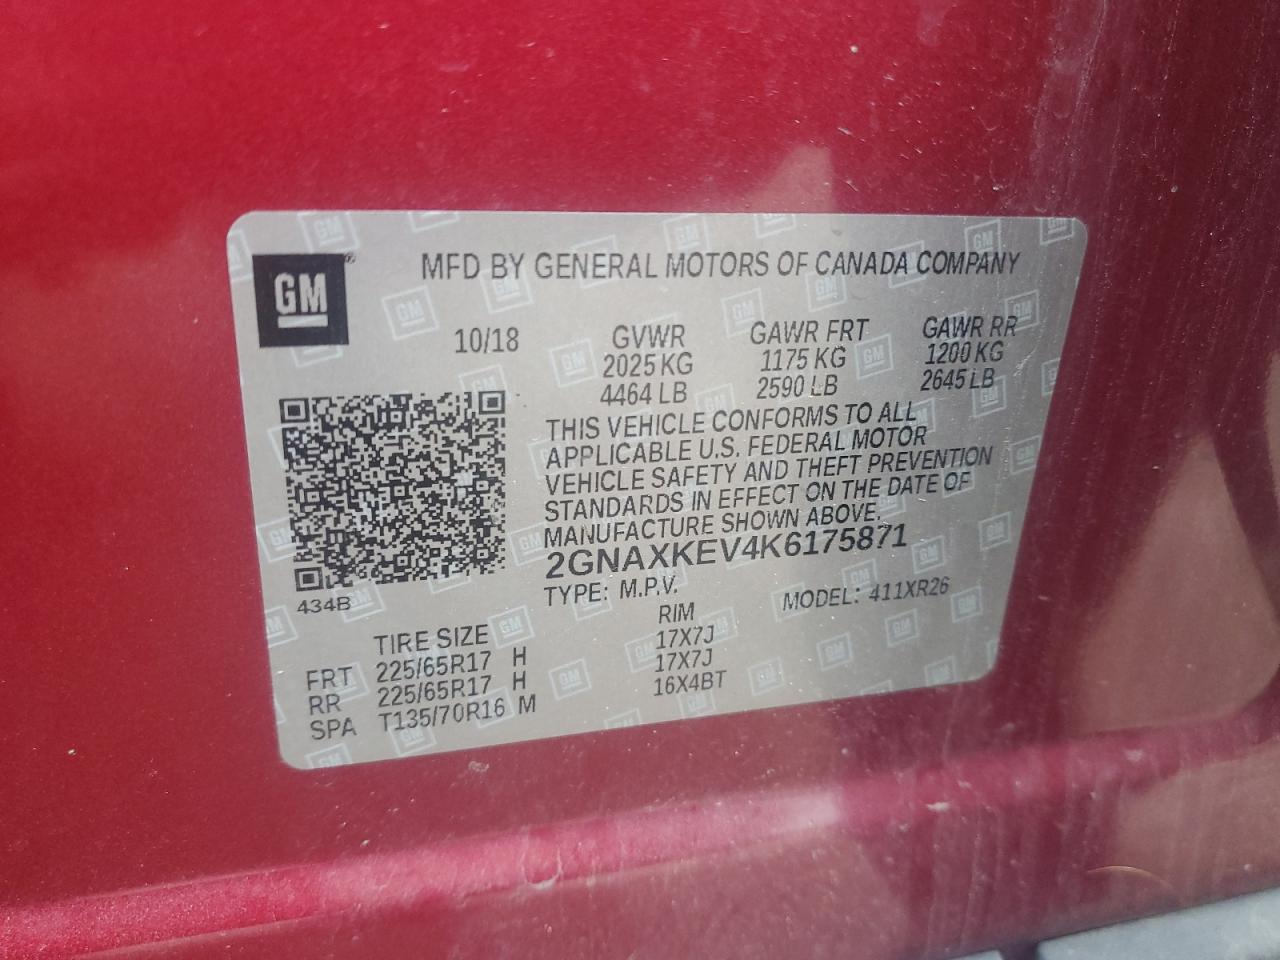 GM
MFD BY GENERAL MOTORS OF CANADA COMPANY
10/18 GVWR GAWR FRT GAWR RR
2025 KG 1175 KG 1200 KG
4464 LB 2590 LB 2645 LB
THIS VEHICLE CONFORMS TO ALL
APPLICABLE U.S. FEDERAL MOTOR
VEHICLE SAFETY AND THEFT PREVENTION
STANDARDS IN EFFECT ON THE DATE OF
MANUFACTURE SHOWN ABOVE.
2GNAXKEV4K6175871
434B
TYPE: M.P.V. MODEL: 411XR26
TIRE SIZE RIM
FRT 225/65R17 H 17X7J
RR 225/65R17 H 17X7J
SPA T135/70R16 M 16X4BT